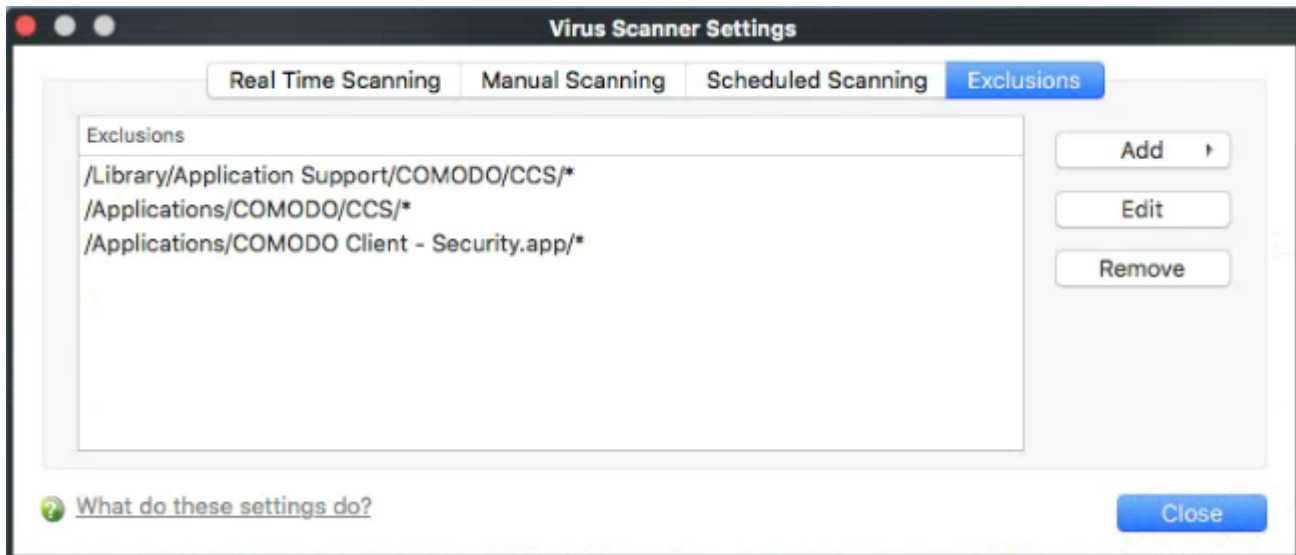 Virus Scanner Settings
Real Time Scanning Manual Scanning Scheduled Scanning Exclusions
Exclusions
/Library/Application Support/COMODO/CCS/*
/Applications/COMODO/CCS/*
/Applications/COMODO Client - Security.app/*
Add
Edit
Remove
What do these settings do?
Close